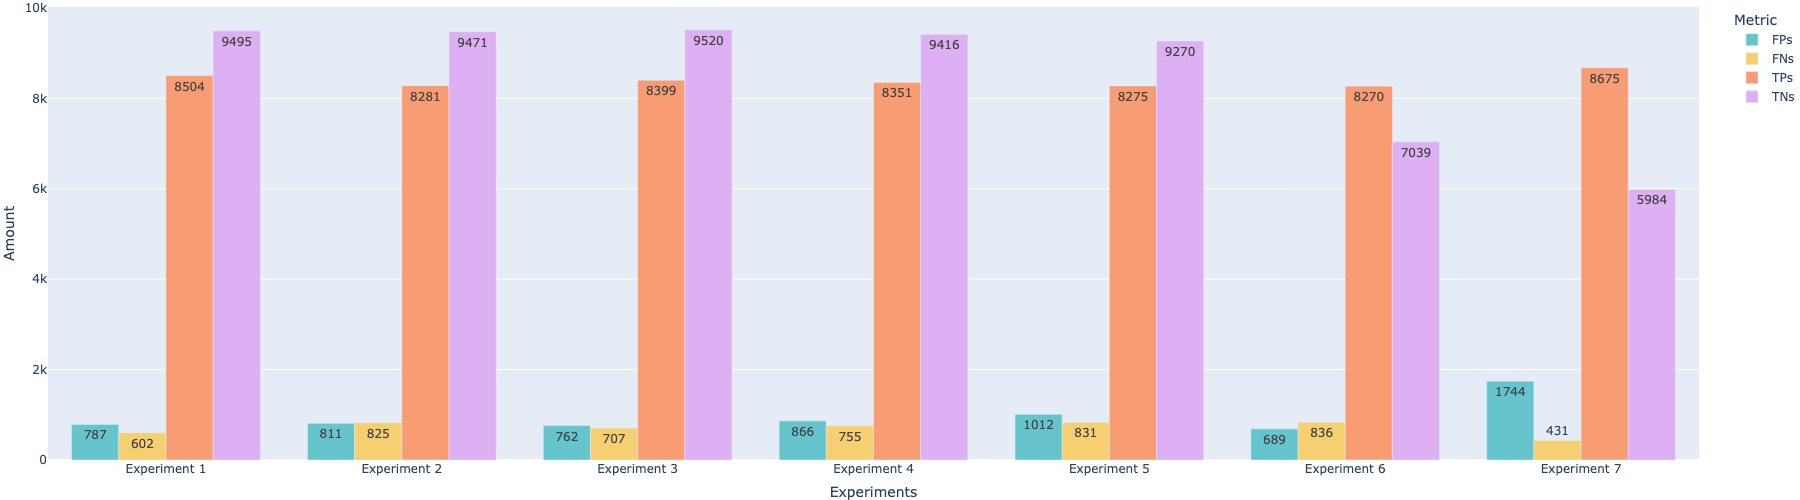 10k
8k
6k
4k
2k
0
Amount
787 602 8504 9495
811 825 8281 9471
762 707 8399 9520
866 755 8351 9416
1012 831 8275 9270
689 836 8270 7039
1744 431 8675 5984
Experiment 1 Experiment 2 Experiment 3 Experiment 4 Experiment 5 Experiment 6 Experiment 7
Experiments
Metric
FPs
FNs
TPs
TNs